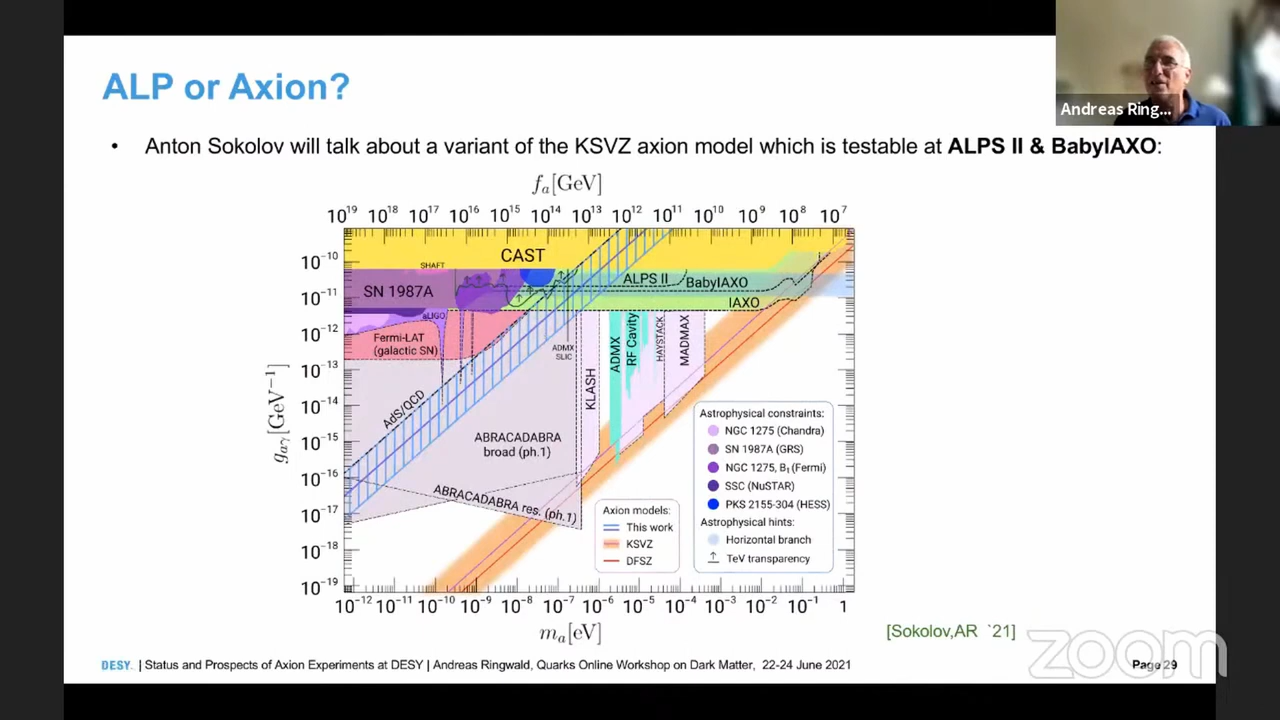 ALP or Axion?
Andreas Ring...
• Anton Sokolov will talk about a variant of the KSVZ axion model which is testable at ALPS II & BabyIAXO:
f_a[GeV]
10^19 10^18 10^17 10^16 10^15 10^14 10^13 10^12 10^11 10^10 10^9 10^8 10^7
10^-10
10^-11
10^-12
10^-13
10^-14
10^-15
10^-16
10^-17
10^-18
10^-19
g_aγ[GeV^-1]
SHAFT
CAST
SN 1987A
ALPS II
BabyIAXO
IAXO
aLIGO
Fermi-LAT
(galactic SN)
ADMX
SLIC
KLASH
ADMX
RF Cavity
HAYSTACK
MADMAX
AdS/QCD
ABRACADABRA
broad (ph.1)
ABRACADABRA res. (ph.1)
Axion models:
This work
KSVZ
DFSZ
Astrophysical constraints:
NGC 1275 (Chandra)
SN 1987A (GRS)
NGC 1275, B_t (Fermi)
SSC (NuSTAR)
PKS 2155-304 (HESS)
Astrophysical hints:
Horizontal branch
TeV transparency
10^-12 10^-11 10^-10 10^-9 10^-8 10^-7 10^-6 10^-5 10^-4 10^-3 10^-2 10^-1 1
m_a[eV]
[Sokolov,AR `21]
DESY. | Status and Prospects of Axion Experiments at DESY | Andreas Ringwald, Quarks Online Workshop on Dark Matter, 22-24 June 2021
Page 29
zoom